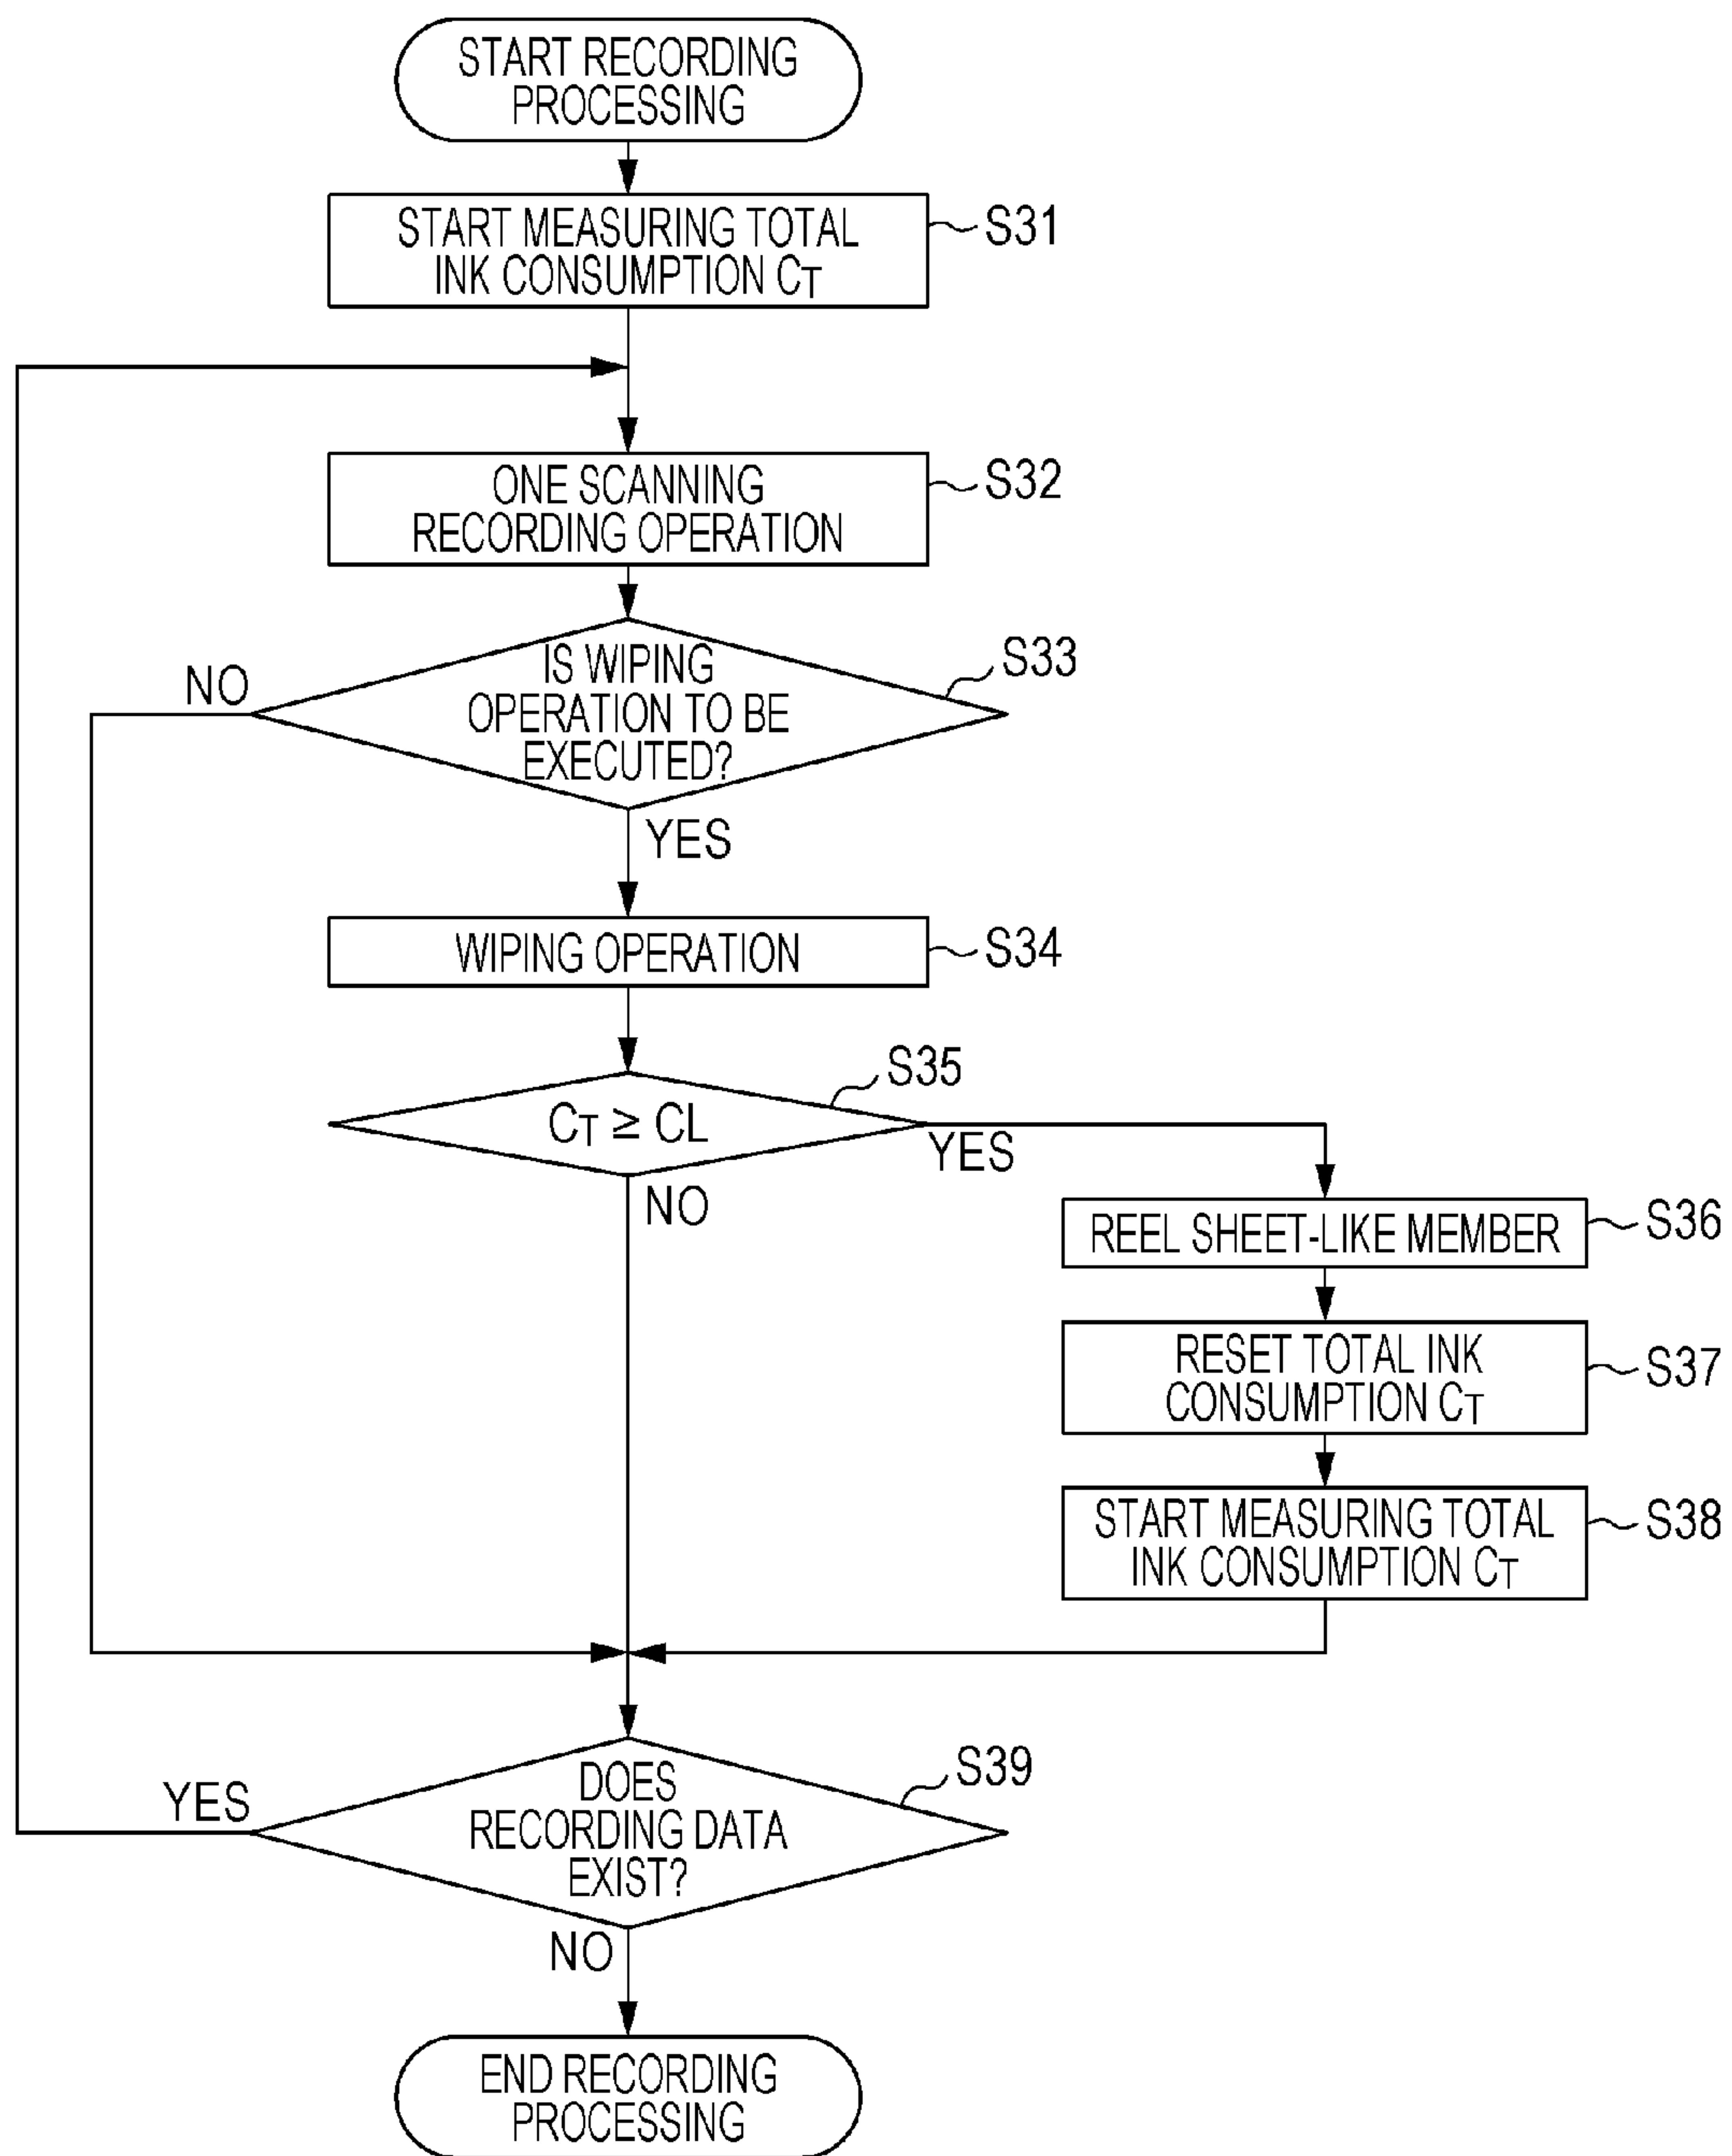 START RECORDING
PROCESSING
START MEASURING TOTAL
INK CONSUMPTION CT
S31
ONE SCANNING
RECORDING OPERATION
S32
IS WIPING
OPERATION TO BE
EXECUTED?
S33
NO
YES
WIPING OPERATION
S34
CT ≥ CL
S35
YES
NO
REEL SHEET-LIKE MEMBER
S36
RESET TOTAL INK
CONSUMPTION CT
S37
START MEASURING TOTAL
INK CONSUMPTION CT
S38
DOES
RECORDING DATA
EXIST?
S39
YES
NO
END RECORDING
PROCESSING